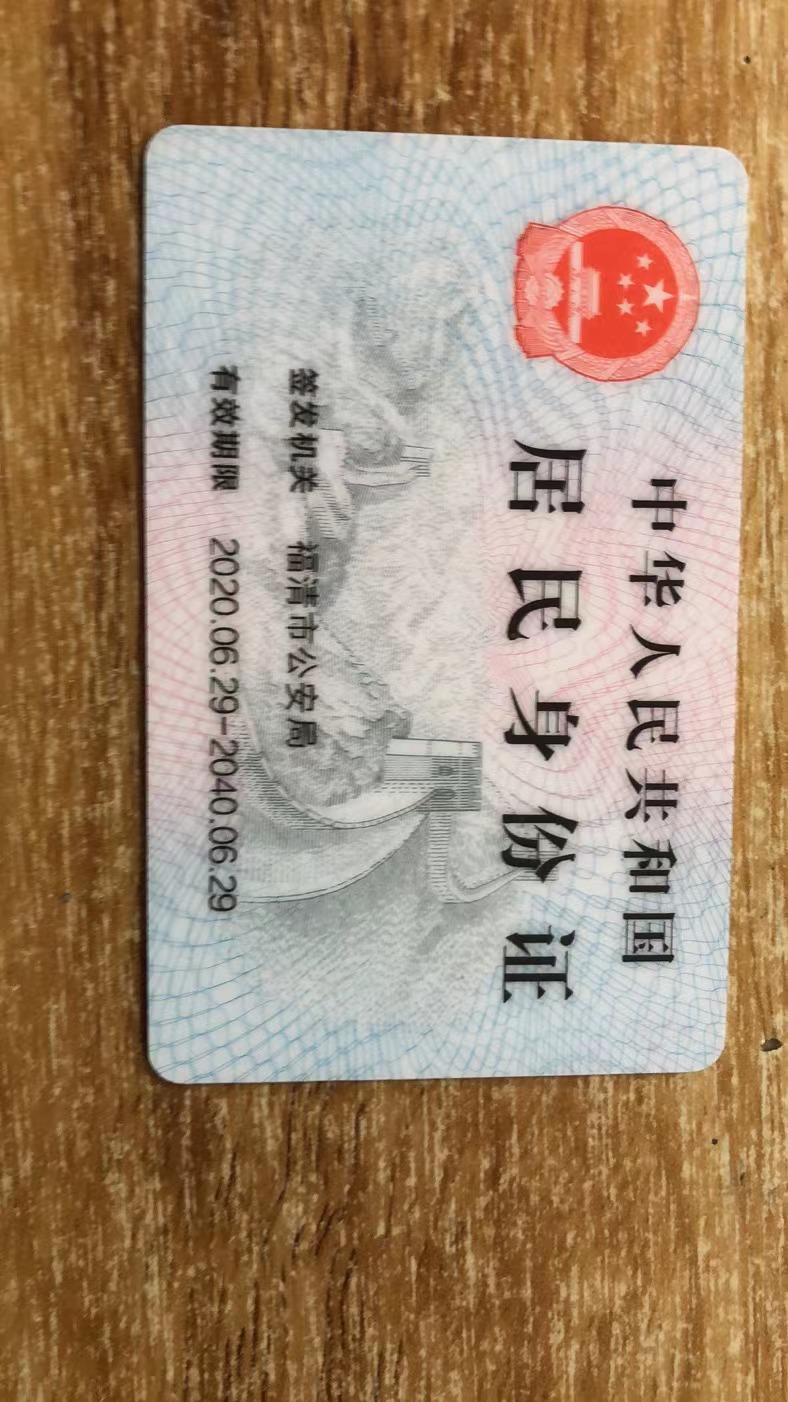 中华人民共和国
居民身份证
签发机关 福清市公安局
有效期限 2020.06.29-2040.06.29